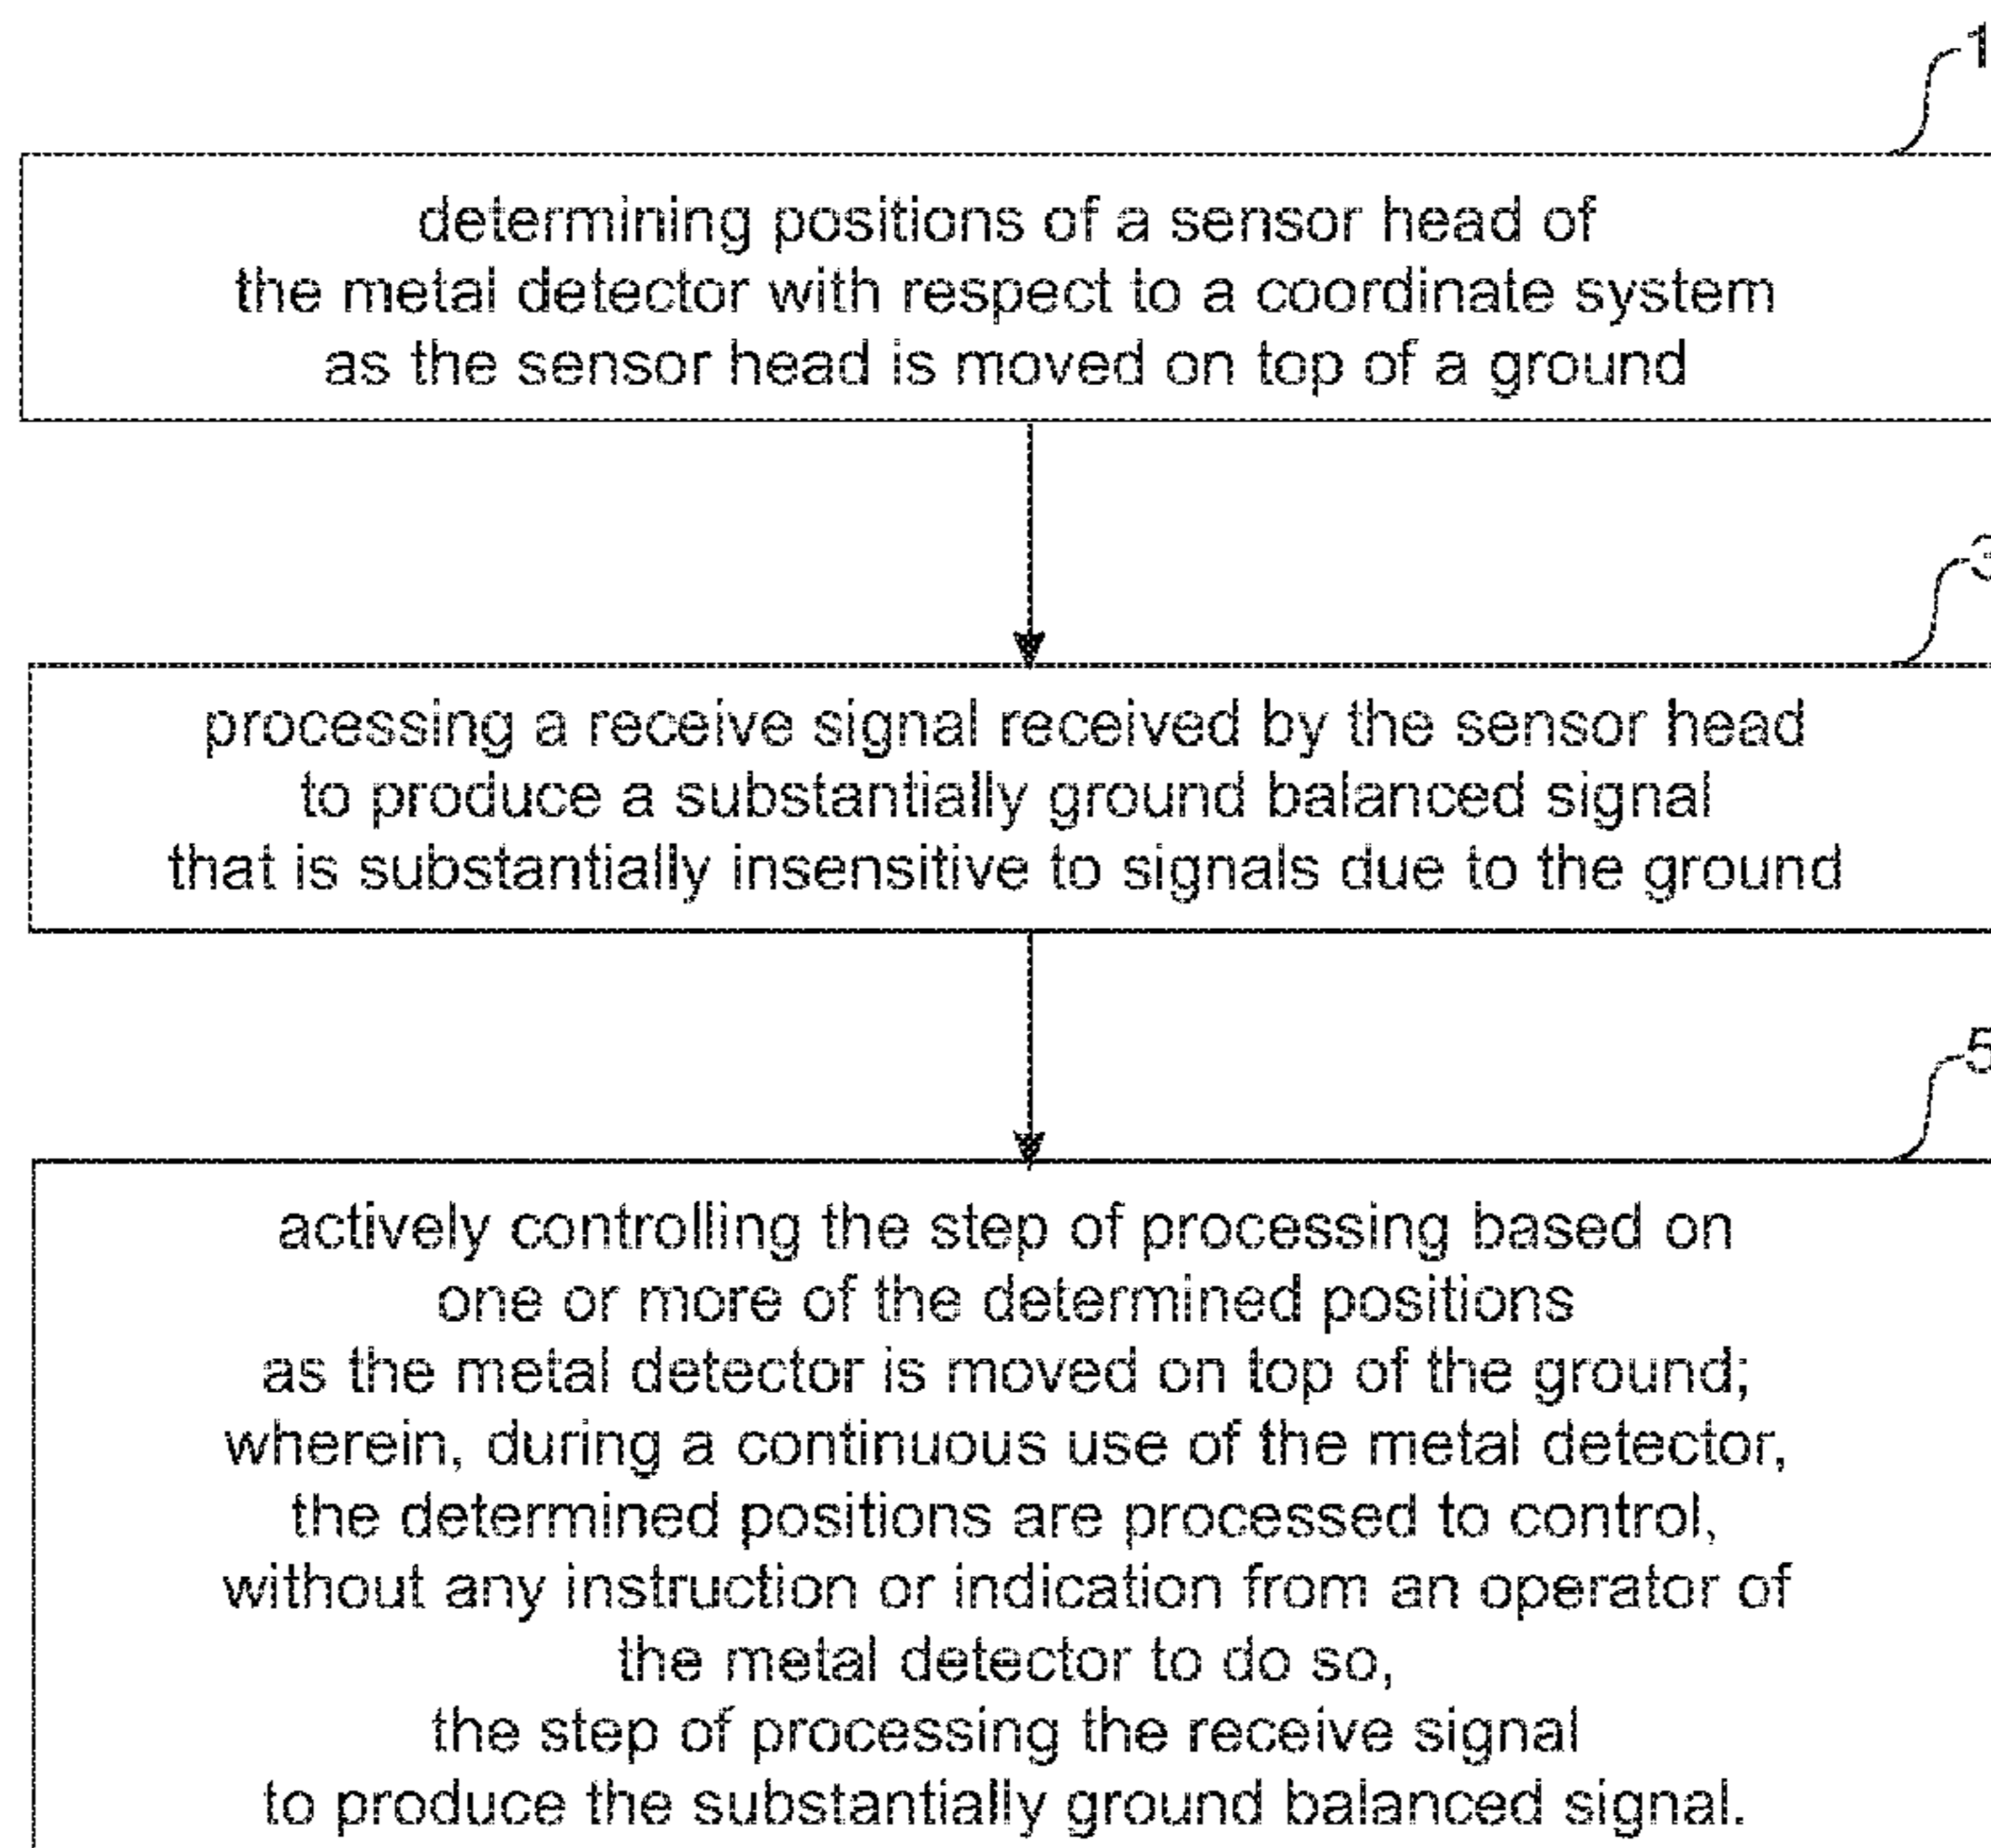 1
determining positions of a sensor head of
the metal detector with respect to a coordinate system
as the sensor head is moved on top of a ground
3
processing a receive signal received by the sensor head
to produce a substantially ground balanced signal
that is substantially insensitive to signals due to the ground
5
actively controlling the step of processing based on
one or more of the determined positions
as the metal detector is moved on top of the ground;
wherein, during a continuous use of the metal detector,
the determined positions are processed to control,
without any instruction or indication from an operator of
the metal detector to do so,
the step of processing the receive signal
to produce the substantially ground balanced signal.